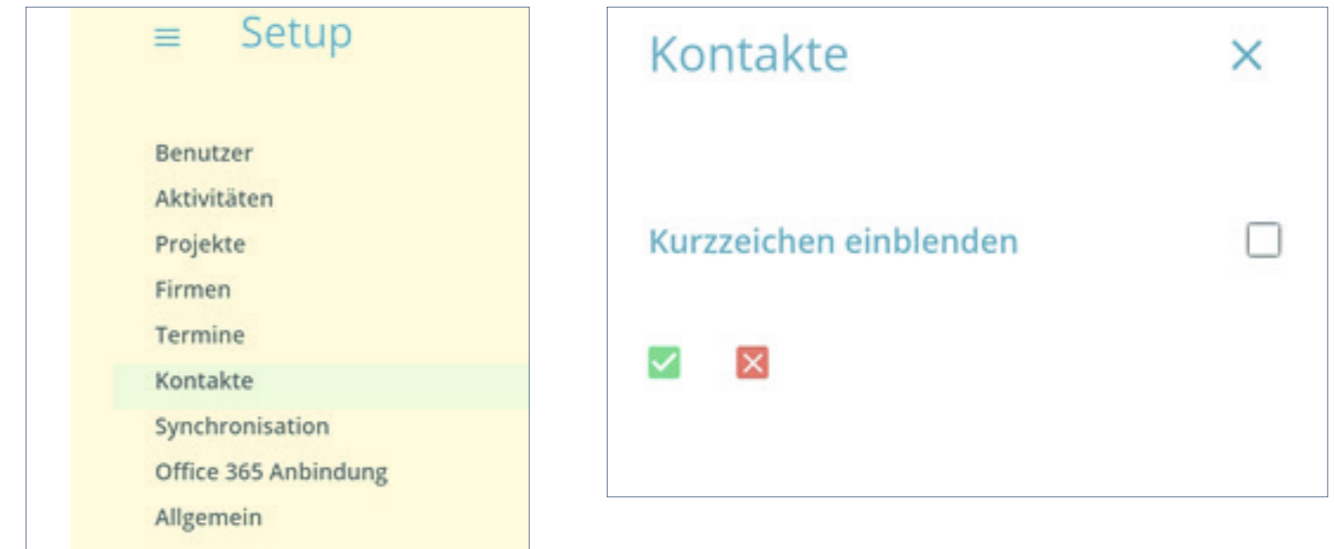 Setup
Benutzer
Aktivitäten
Projekte
Firmen
Termine
Kontakte
Synchronisation
Office 365 Anbindung
Allgemein
Kontakte
Kurzzeichen einblenden